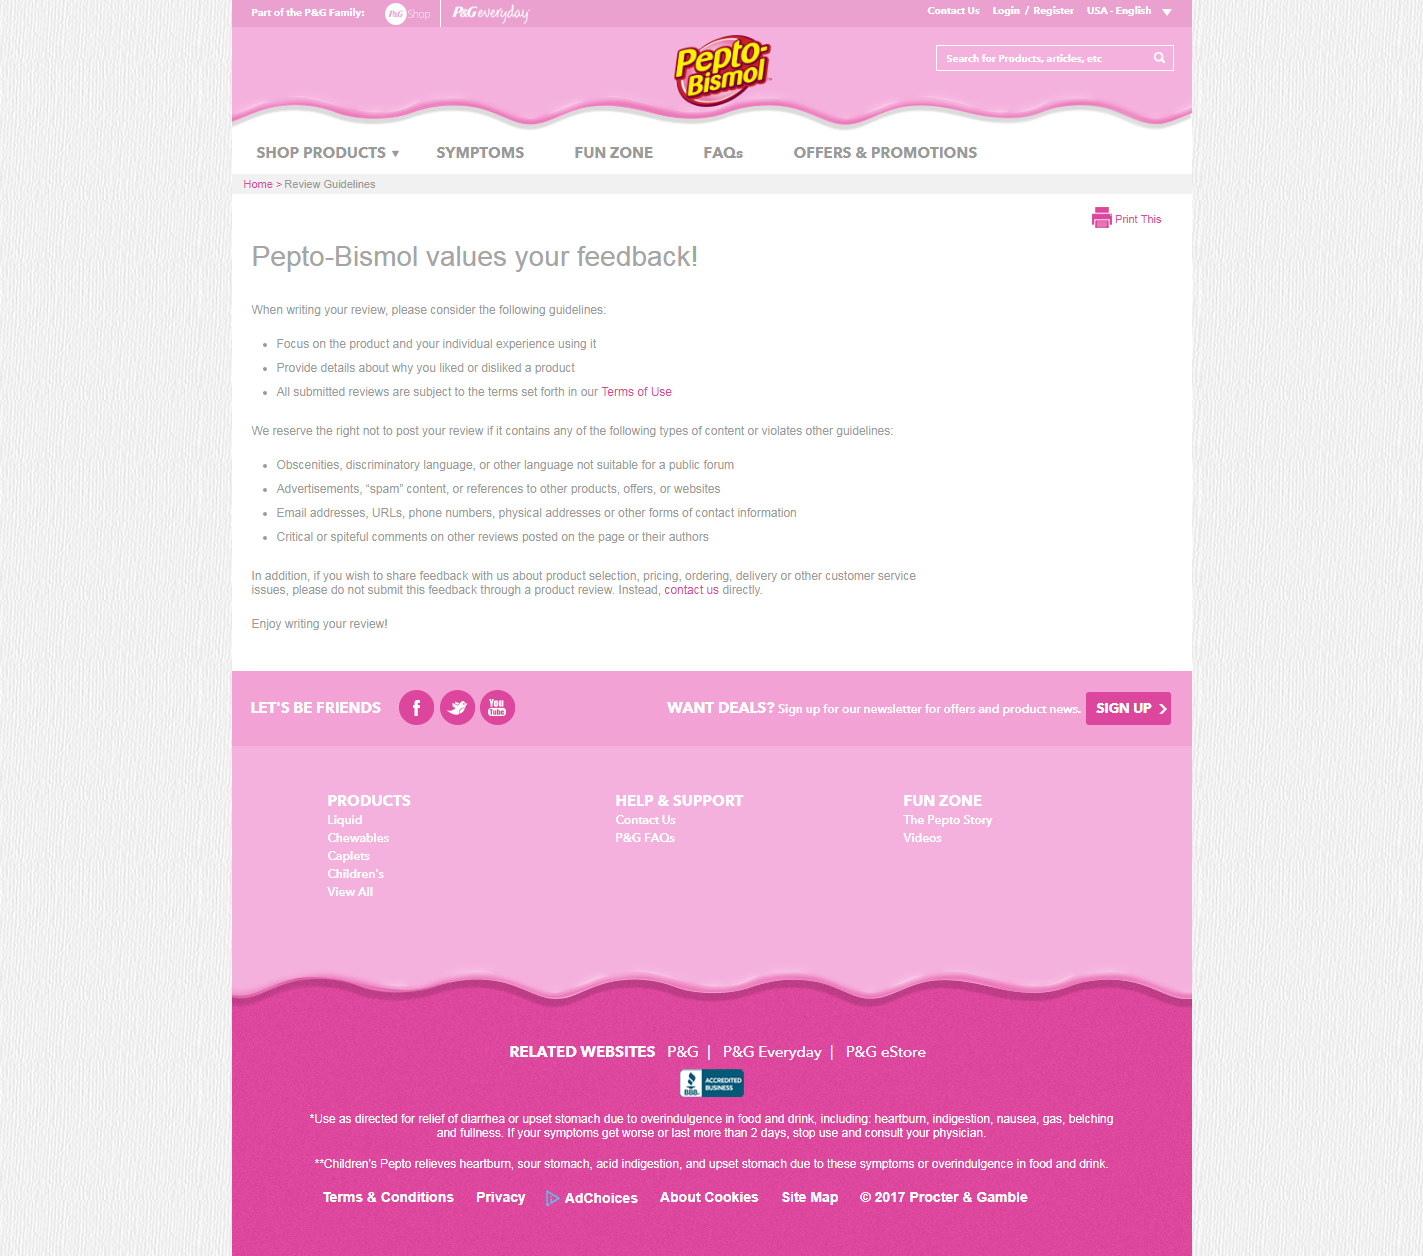 Part of the P&G Family: P&G Shop P&G everyday
Contact Us Login / Register USA - English
Pepto-
Bismol
Search for Products, articles, etc
SHOP PRODUCTS SYMPTOMS FUN ZONE FAQs OFFERS & PROMOTIONS
Home > Review Guidelines
Print This
Pepto-Bismol values your feedback!
When writing your review, please consider the following guidelines:
Focus on the product and your individual experience using it
Provide details about why you liked or disliked a product
All submitted reviews are subject to the terms set forth in our Terms of Use
We reserve the right not to post your review if it contains any of the following types of content or violates other guidelines:
Obscenities, discriminatory language, or other language not suitable for a public forum
Advertisements, “spam” content, or references to other products, offers, or websites
Email addresses, URLs, phone numbers, physical addresses or other forms of contact information
Critical or spiteful comments on other reviews posted on the page or their authors
In addition, if you wish to share feedback with us about product selection, pricing, ordering, delivery or other customer service
issues, please do not submit this feedback through a product review. Instead, contact us directly.
Enjoy writing your review!
LET'S BE FRIENDS f You Tube
WANT DEALS? Sign up for our newsletter for offers and product news. SIGN UP
PRODUCTS
Liquid
Chewables
Caplets
Children's
View All
HELP & SUPPORT
Contact Us
P&G FAQs
FUN ZONE
The Pepto Story
Videos
RELATED WEBSITES P&G | P&G Everyday | P&G eStore
BBB. ACCREDITED
BUSINESS
*Use as directed for relief of diarrhea or upset stomach due to overindulgence in food and drink, including: heartburn, indigestion, nausea, gas, belching
and fullness. If your symptoms get worse or last more than 2 days, stop use and consult your physician.
**Children's Pepto relieves heartburn, sour stomach, acid indigestion, and upset stomach due to these symptoms or overindulgence in food and drink.
Terms & Conditions Privacy AdChoices About Cookies Site Map © 2017 Procter & Gamble